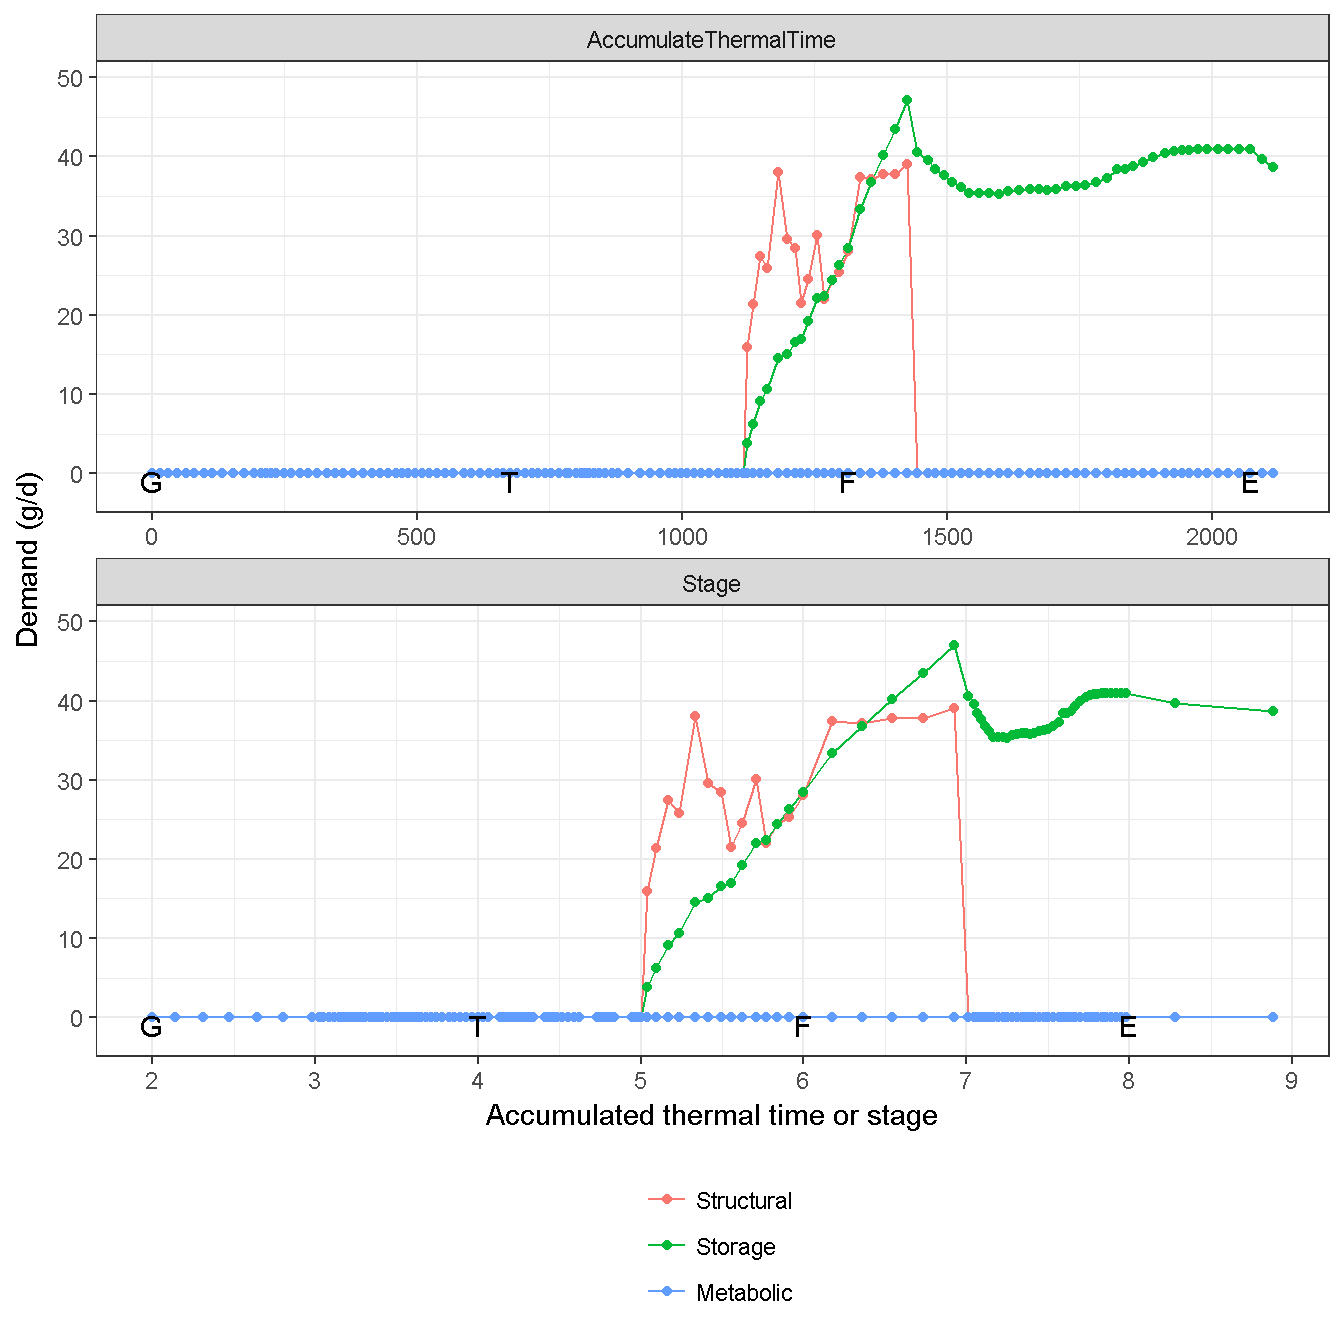 AccumulateThermalTime
50
40
30
20
10
0
G T F E
0 500 1000 1500 2000
Demand (g/d)
Stage
50
40
30
20
10
0
G T F E
2 3 4 5 6 7 8 9
Accumulated thermal time or stage
Structural
Storage
Metabolic